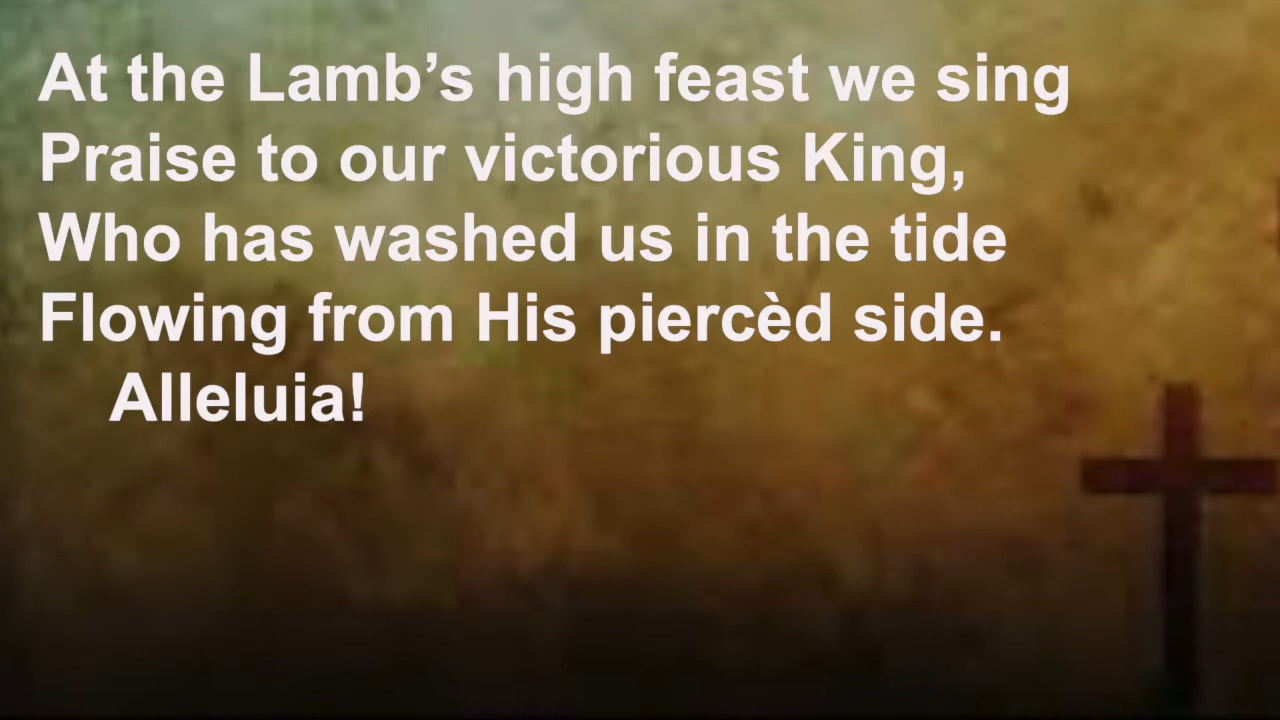 At the Lamb’s high feast we sing
Praise to our victorious King,
Who has washed us in the tide
Flowing from His piercèd side.
Alleluia!